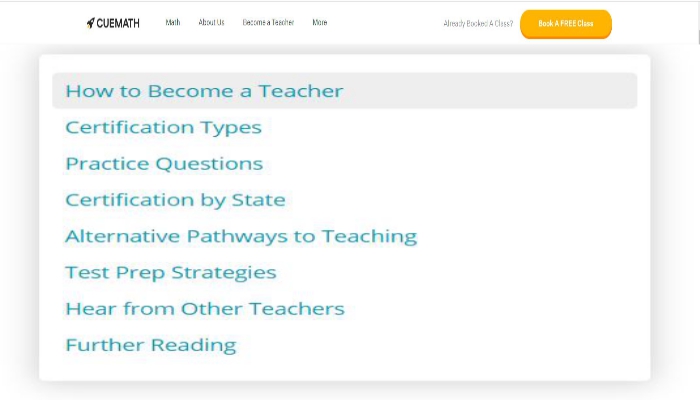 CUEMATH Math About Us Become a Teacher More Already Booked A Class? Book A FREE Class
How to Become a Teacher
Certification Types
Practice Questions
Certification by State
Alternative Pathways to Teaching
Test Prep Strategies
Hear from Other Teachers
Further Reading